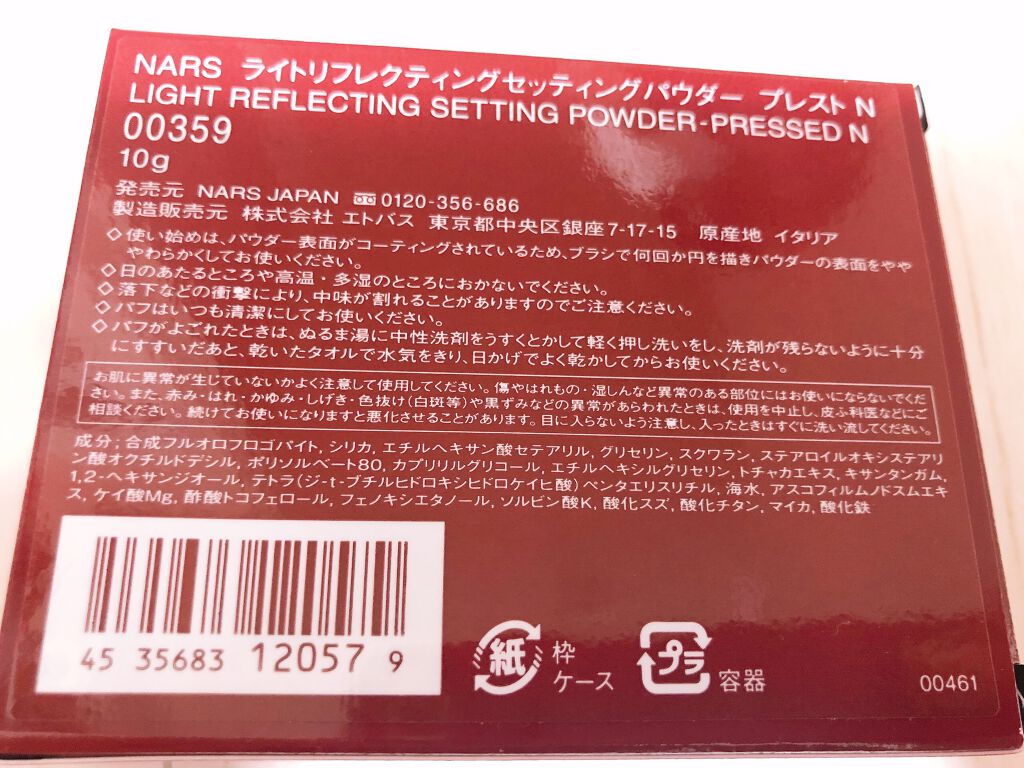 NARS ライトリフレクティングセッティングパウダー プレスト N
LIGHT REFLECTING SETTING POWDER-PRESSED N
00359
10g
発売元 NARS JAPAN 0120-356-686
製造販売元 株式会社 エトバス 東京都中央区銀座7-17-15 原産地 イタリア
◇使い始めは、パウダー表面がコーティングされているため、ブラシで何回か円を描きパウダーの表面をやや
やわらかくしてお使いください。
◇日のあたるところや高温・多湿のところにおかないでください。
◇落下などの衝撃により、中味が割れることがありますのでご注意ください。
◇パフはいつも清潔にしてお使いください。
◇パフがよごれたときは、ぬるま湯に中性洗剤をうすくとかして軽く押し洗いをし、洗剤が残らないように十分
にすすいだあと、乾いたタオルで水気をきり、日かげでよく乾かしてからお使いください。
お肌に異常が生じていないかよく注意して使用してください。傷やはれもの・湿しんなど異常のある部位にはお使いにならないでくだ
さい。また、赤み・はれ・かゆみ・しげき・色抜け(白斑等)や黒ずみなどの異常があらわれたときは、使用を中止し、皮ふ科医などにご
相談ください。続けてお使いになりますと悪化させることがあります。目に入らないよう注意し、入ったときはすぐに洗い流してください。
成分;合成フルオロフロゴパイト, シリカ, エチルヘキサン酸セテアリル, グリセリン, スクワラン, ステアロイルオキシステアリ
ン酸オクチルドデシル, ポリソルベート80, カプリリルグリコール, エチルヘキシルグリセリン, トチャカエキス, キサンタンガム,
1,2-ヘキサンジオール, テトラ(ジ-t-ブチルヒドロキシヒドロケイヒ酸)ペンタエリスリチル, 海水, アスコフィルムノドスムエキ
ス, ケイ酸Mg, 酢酸トコフェロール, フェノキシエタノール, ソルビン酸K, 酸化スズ, 酸化チタン, マイカ, 酸化鉄
4 535683 120579
紙
枠
ケース
プラ
容器
00461